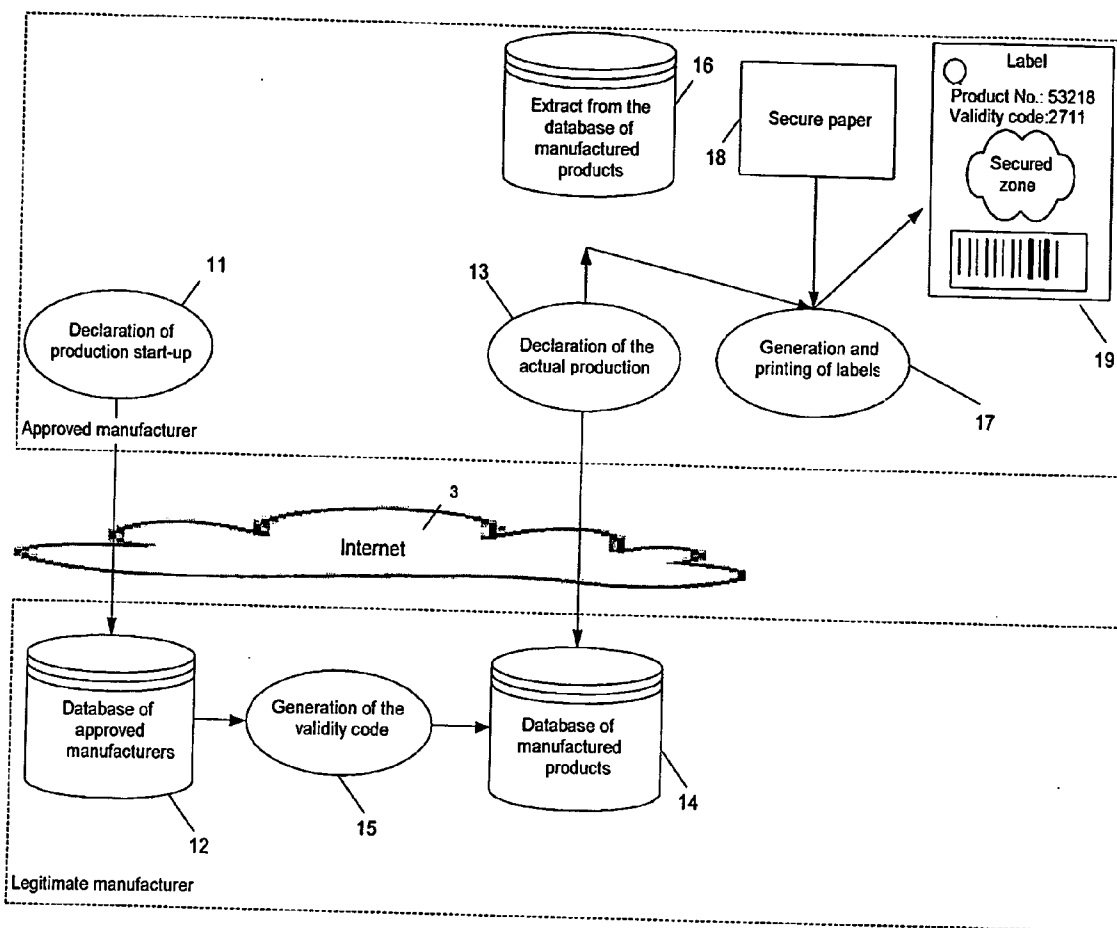 16
Extract from the
database of
manufactured
products
18
Secure paper
Label
Product No.: 53218
Validity code:2711
Secured
zone
19
11
Declaration of
production start-up
13
Declaration of the
actual production
Generation and
printing of labels
17
Approved manufacturer
3
Internet
Database of
approved
manufacturers
12
Generation of the
validity code
15
Database of
manufactured
products
14
Legitimate manufacturer